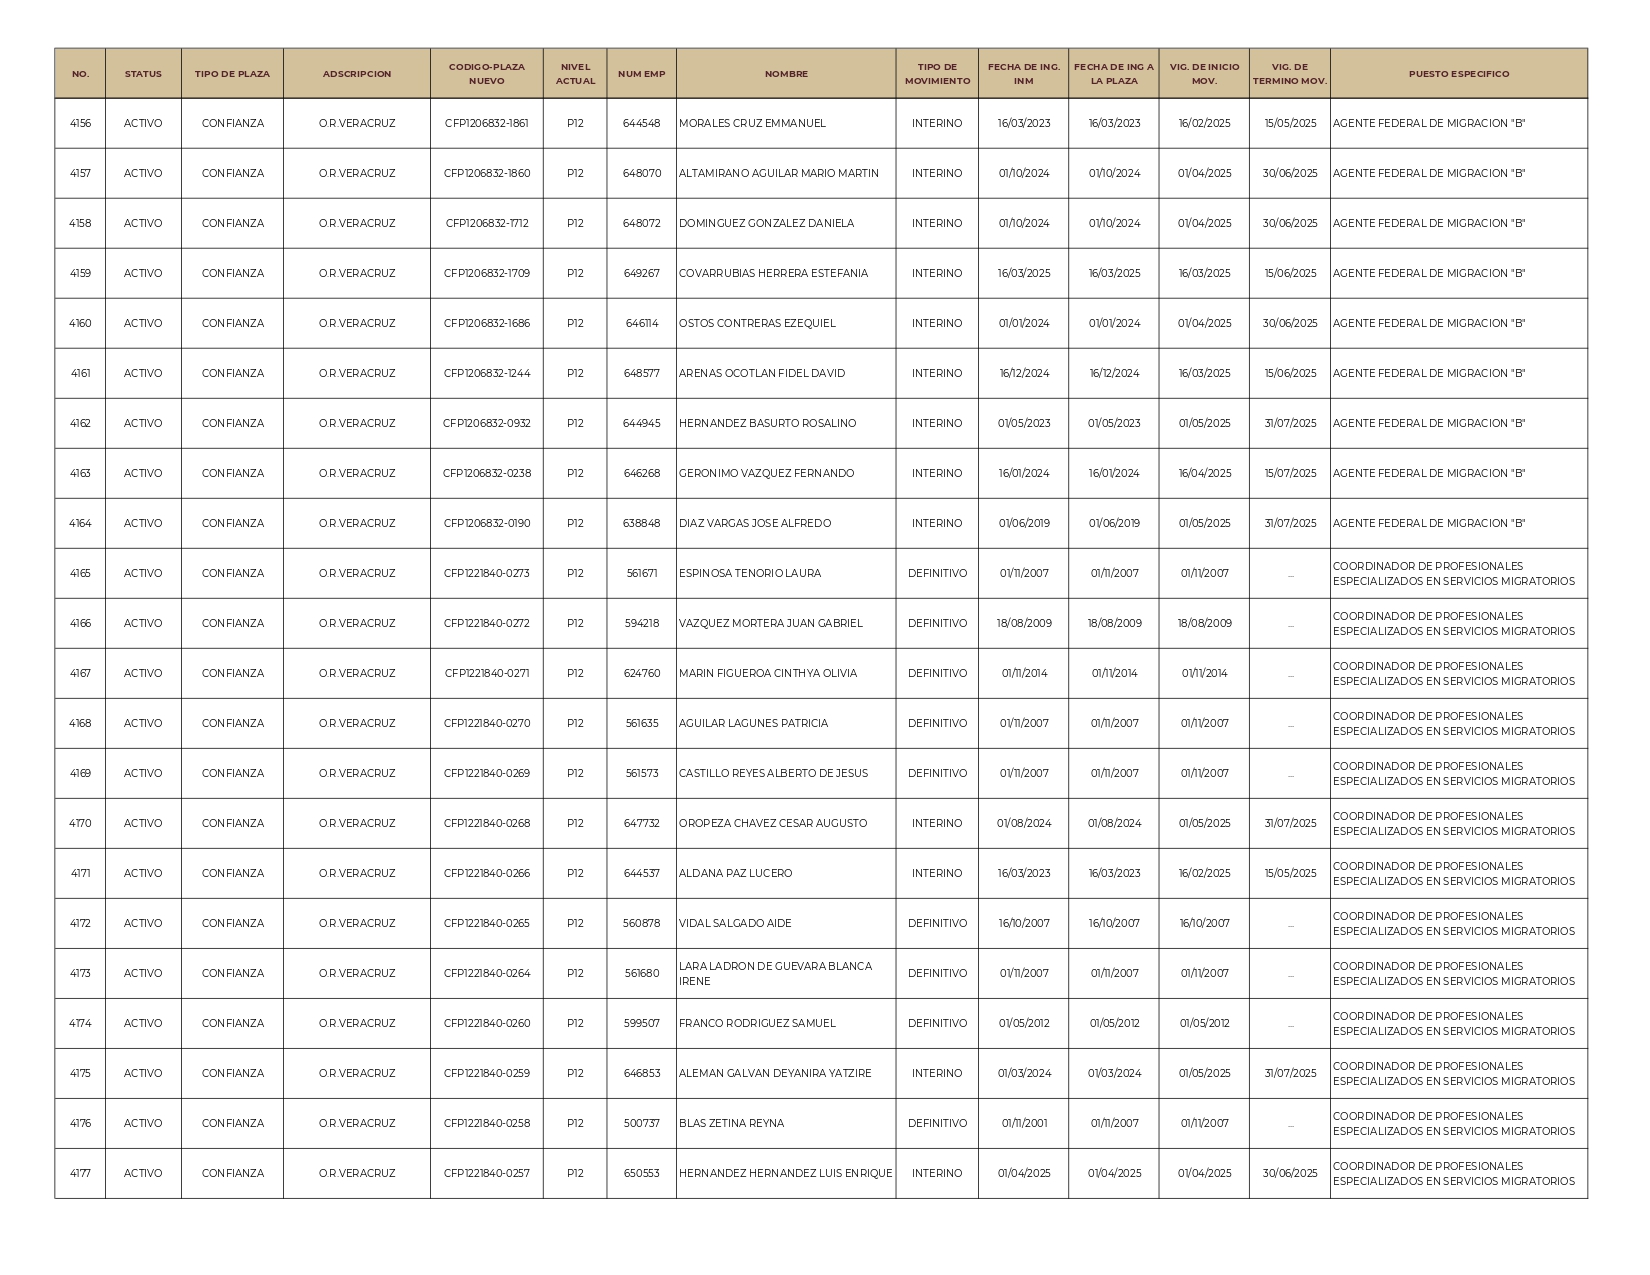 NO. STATUS TIPO DE PLAZA ADSCRIPCION CODIGO-PLAZA NUEVO NIVEL ACTUAL NUM EMP NOMBRE TIPO DE MOVIMIENTO FECHA DE ING. INM FECHA DE ING A LA PLAZA VIG. DE INICIO MOV. VIG. DE TERMINO MOV. PUESTO ESPECIFICO
4156 ACTIVO CONFIANZA O.R.VERACRUZ CFP1206832-1861 P12 644548 MORALES CRUZ EMMANUEL INTERINO 16/03/2023 16/03/2023 16/02/2025 15/05/2025 AGENTE FEDERAL DE MIGRACION "B"
4157 ACTIVO CONFIANZA O.R.VERACRUZ CFP1206832-1860 P12 648070 ALTAMIRANO AGUILAR MARIO MARTIN INTERINO 01/10/2024 01/10/2024 01/04/2025 30/06/2025 AGENTE FEDERAL DE MIGRACION "B"
4158 ACTIVO CONFIANZA O.R.VERACRUZ CFP1206832-1712 P12 648072 DOMINGUEZ GONZALEZ DANIELA INTERINO 01/10/2024 01/10/2024 01/04/2025 30/06/2025 AGENTE FEDERAL DE MIGRACION "B"
4159 ACTIVO CONFIANZA O.R.VERACRUZ CFP1206832-1709 P12 649267 COVARRUBIAS HERRERA ESTEFANIA INTERINO 16/03/2025 16/03/2025 16/03/2025 15/06/2025 AGENTE FEDERAL DE MIGRACION "B"
4160 ACTIVO CONFIANZA O.R.VERACRUZ CFP1206832-1686 P12 646114 OSTOS CONTRERAS EZEQUIEL INTERINO 01/01/2024 01/01/2024 01/04/2025 30/06/2025 AGENTE FEDERAL DE MIGRACION "B"
4161 ACTIVO CONFIANZA O.R.VERACRUZ CFP1206832-1244 P12 648577 ARENAS OCOTLAN FIDEL DAVID INTERINO 16/12/2024 16/12/2024 16/03/2025 15/06/2025 AGENTE FEDERAL DE MIGRACION "B"
4162 ACTIVO CONFIANZA O.R.VERACRUZ CFP1206832-0932 P12 644945 HERNANDEZ BASURTO ROSALINO INTERINO 01/05/2023 01/05/2023 01/05/2025 31/07/2025 AGENTE FEDERAL DE MIGRACION "B"
4163 ACTIVO CONFIANZA O.R.VERACRUZ CFP1206832-0238 P12 646268 GERONIMO VAZQUEZ FERNANDO INTERINO 16/01/2024 16/01/2024 16/04/2025 15/07/2025 AGENTE FEDERAL DE MIGRACION "B"
4164 ACTIVO CONFIANZA O.R.VERACRUZ CFP1206832-0190 P12 638848 DIAZ VARGAS JOSE ALFREDO INTERINO 01/06/2019 01/06/2019 01/05/2025 31/07/2025 AGENTE FEDERAL DE MIGRACION "B"
4165 ACTIVO CONFIANZA O.R.VERACRUZ CFP1221840-0273 P12 561671 ESPINOSA TENORIO LAURA DEFINITIVO 01/11/2007 01/11/2007 01/11/2007 ... COORDINADOR DE PROFESIONALES ESPECIALIZADOS EN SERVICIOS MIGRATORIOS
4166 ACTIVO CONFIANZA O.R.VERACRUZ CFP1221840-0272 P12 594218 VAZQUEZ MORTERA JUAN GABRIEL DEFINITIVO 18/08/2009 18/08/2009 18/08/2009 ... COORDINADOR DE PROFESIONALES ESPECIALIZADOS EN SERVICIOS MIGRATORIOS
4167 ACTIVO CONFIANZA O.R.VERACRUZ CFP1221840-0271 P12 624760 MARIN FIGUEROA CINTHYA OLIVIA DEFINITIVO 01/11/2014 01/11/2014 01/11/2014 ... COORDINADOR DE PROFESIONALES ESPECIALIZADOS EN SERVICIOS MIGRATORIOS
4168 ACTIVO CONFIANZA O.R.VERACRUZ CFP1221840-0270 P12 561635 AGUILAR LAGUNES PATRICIA DEFINITIVO 01/11/2007 01/11/2007 01/11/2007 ... COORDINADOR DE PROFESIONALES ESPECIALIZADOS EN SERVICIOS MIGRATORIOS
4169 ACTIVO CONFIANZA O.R.VERACRUZ CFP1221840-0269 P12 561573 CASTILLO REYES ALBERTO DE JESUS DEFINITIVO 01/11/2007 01/11/2007 01/11/2007 ... COORDINADOR DE PROFESIONALES ESPECIALIZADOS EN SERVICIOS MIGRATORIOS
4170 ACTIVO CONFIANZA O.R.VERACRUZ CFP1221840-0268 P12 647732 OROPEZA CHAVEZ CESAR AUGUSTO INTERINO 01/08/2024 01/08/2024 01/05/2025 31/07/2025 COORDINADOR DE PROFESIONALES ESPECIALIZADOS EN SERVICIOS MIGRATORIOS
4171 ACTIVO CONFIANZA O.R.VERACRUZ CFP1221840-0266 P12 644537 ALDANA PAZ LUCERO INTERINO 16/03/2023 16/03/2023 16/02/2025 15/05/2025 COORDINADOR DE PROFESIONALES ESPECIALIZADOS EN SERVICIOS MIGRATORIOS
4172 ACTIVO CONFIANZA O.R.VERACRUZ CFP1221840-0265 P12 560878 VIDAL SALGADO AIDE DEFINITIVO 16/10/2007 16/10/2007 16/10/2007 ... COORDINADOR DE PROFESIONALES ESPECIALIZADOS EN SERVICIOS MIGRATORIOS
4173 ACTIVO CONFIANZA O.R.VERACRUZ CFP1221840-0264 P12 561680 LARA LADRON DE GUEVARA BLANCA IRENE DEFINITIVO 01/11/2007 01/11/2007 01/11/2007 ... COORDINADOR DE PROFESIONALES ESPECIALIZADOS EN SERVICIOS MIGRATORIOS
4174 ACTIVO CONFIANZA O.R.VERACRUZ CFP1221840-0260 P12 599507 FRANCO RODRIGUEZ SAMUEL DEFINITIVO 01/05/2012 01/05/2012 01/05/2012 ... COORDINADOR DE PROFESIONALES ESPECIALIZADOS EN SERVICIOS MIGRATORIOS
4175 ACTIVO CONFIANZA O.R.VERACRUZ CFP1221840-0259 P12 646853 ALEMAN GALVAN DEYANIRA YATZIRE INTERINO 01/03/2024 01/03/2024 01/05/2025 31/07/2025 COORDINADOR DE PROFESIONALES ESPECIALIZADOS EN SERVICIOS MIGRATORIOS
4176 ACTIVO CONFIANZA O.R.VERACRUZ CFP1221840-0258 P12 500737 BLAS ZETINA REYNA DEFINITIVO 01/11/2001 01/11/2007 01/11/2007 ... COORDINADOR DE PROFESIONALES ESPECIALIZADOS EN SERVICIOS MIGRATORIOS
4177 ACTIVO CONFIANZA O.R.VERACRUZ CFP1221840-0257 P12 650553 HERNANDEZ HERNANDEZ LUIS ENRIQUE INTERINO 01/04/2025 01/04/2025 01/04/2025 30/06/2025 COORDINADOR DE PROFESIONALES ESPECIALIZADOS EN SERVICIOS MIGRATORIOS